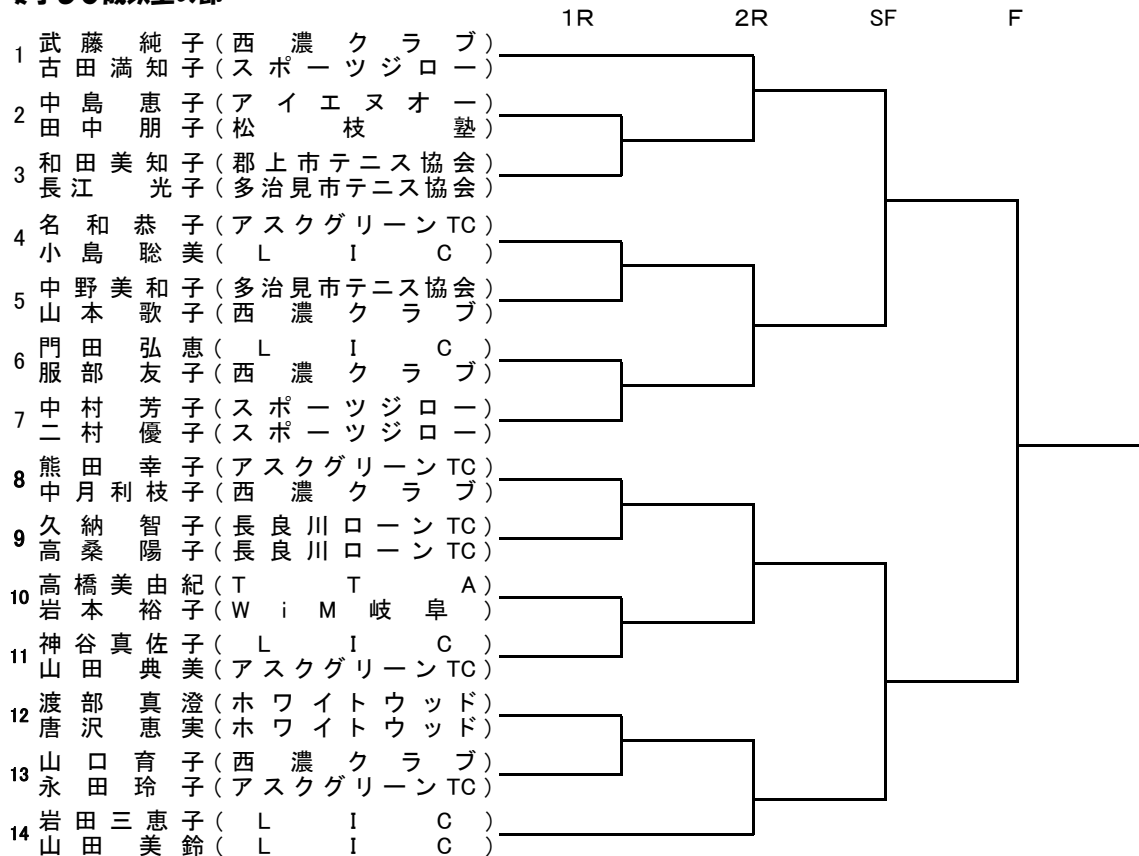 1R 2R SF F
1 武藤純子(西濃クラブ)
古田満知子(スポーツジロー)
2 中島恵子(アイエヌオー)
田中朋子(松枝塾)
3 和田美知子(郡上市テニス協会)
長江光子(多治見市テニス協会)
4 名和恭子(アスクグリーンTC)
小島聡美(LIC)
5 中野美和子(多治見市テニス協会)
山本歌子(西濃クラブ)
6 門田弘恵(LIC)
服部友子(西濃クラブ)
7 中村芳子(スポーツジロー)
二村優子(スポーツジロー)
8 熊田幸子(アスクグリーンTC)
中月利枝子(西濃クラブ)
9 久納智子(長良川ローンTC)
高桑陽子(長良川ローンTC)
10 高橋美由紀(TTA)
岩本裕子(WiM岐阜)
11 神谷真佐子(LIC)
山田典美(アスクグリーンTC)
12 渡部真澄(ホワイトウッド)
唐沢恵実(ホワイトウッド)
13 山口育子(西濃クラブ)
永田玲子(アスクグリーンTC)
14 岩田三恵子(LIC)
山田美鈴(LIC)